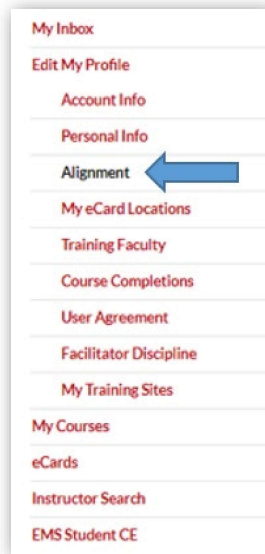 My Inbox
Edit My Profile
Account Info
Personal Info
Alignment
My eCard Locations
Training Faculty
Course Completions
User Agreement
Facilitator Discipline
My Training Sites
My Courses
eCards
Instructor Search
EMS Student CE